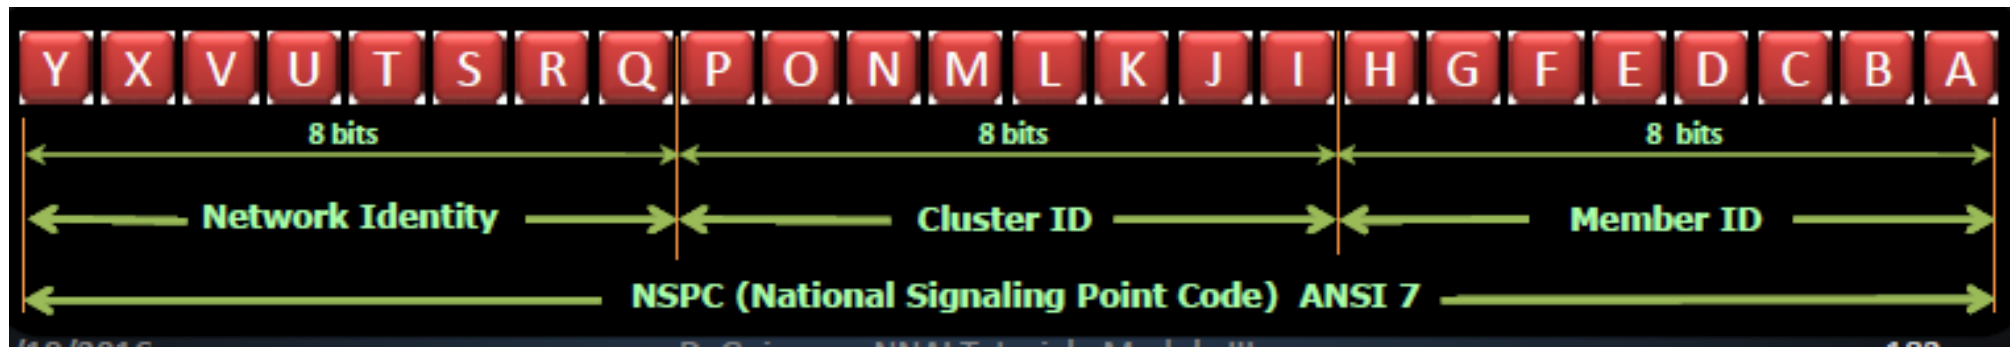 Y X V U T S R Q P O N M L K J I H G F E D C B A
8 bits 8 bits 8 bits
Network Identity Cluster ID Member ID
NSPC (National Signaling Point Code) ANSI 7